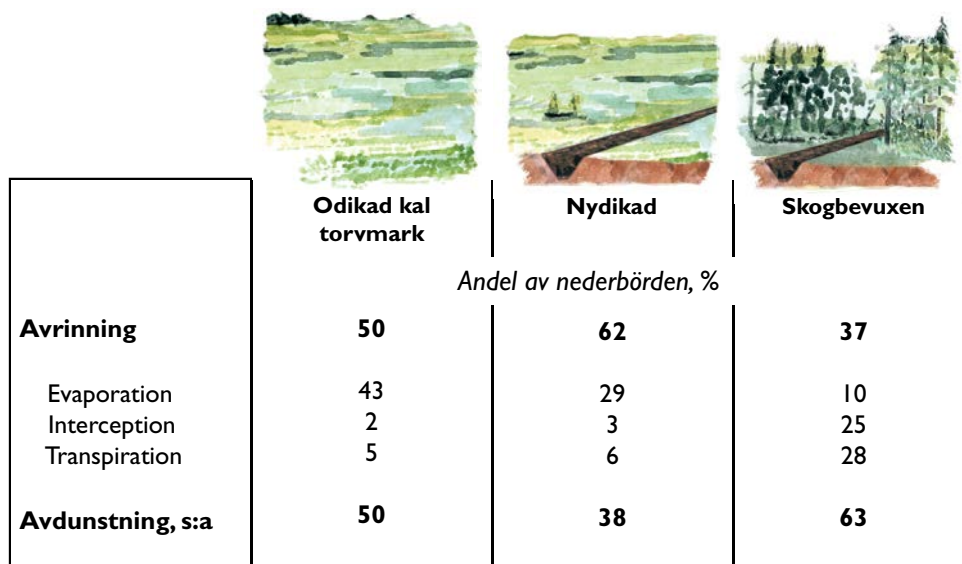 Odikad kal
torvmark
Nydikad
Skogbevuxen
Andel av nederbörden, %
Avrinning 50 62 37
Evaporation 43 29 10
Interception 2 3 25
Transpiration 5 6 28
Avdunstning, s:a 50 38 63